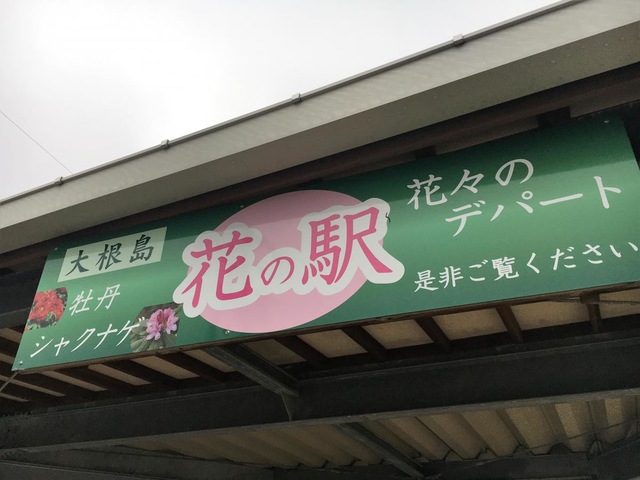 大根島
牡丹
シャクナゲ
花の駅
花々の
デパート
是非ご覧ください